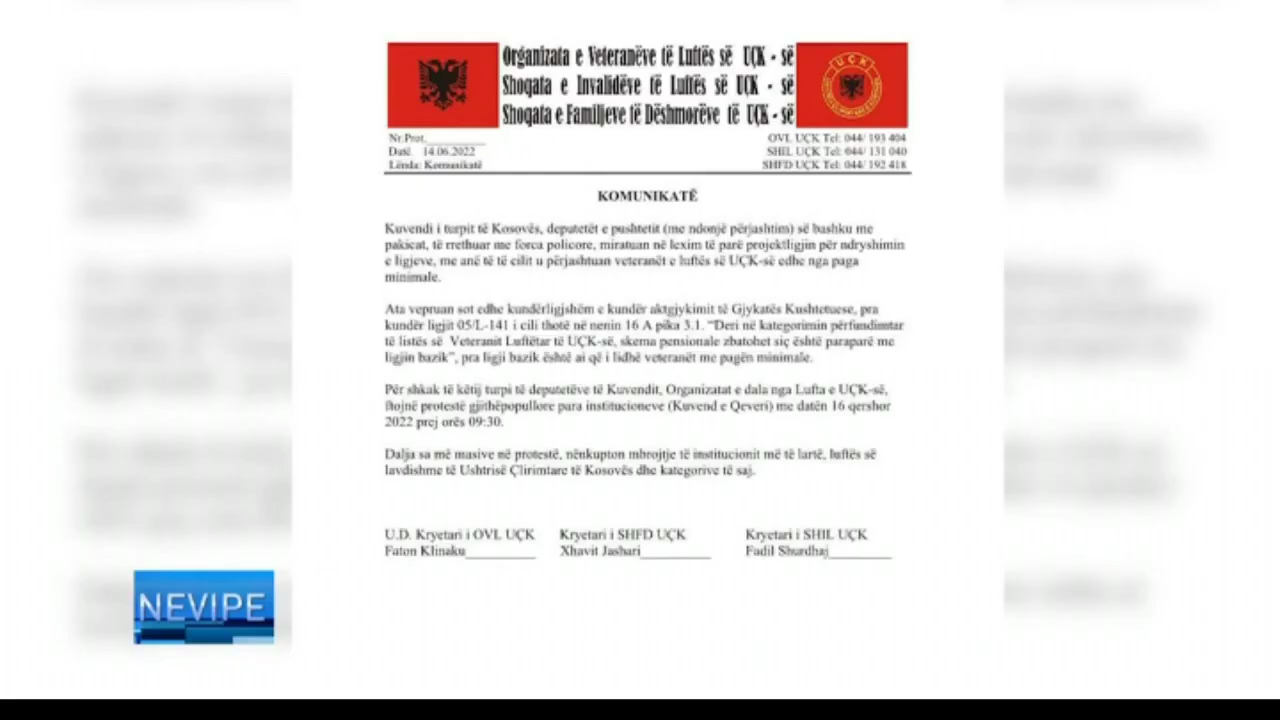 Organizata e Veteranëve të Luftës së UÇK - së
Shoqata e Invalidëve të Luftës së UÇK - së
Shoqata e Familjeve të Dëshmorëve të UÇK - së
UÇK
Nr.Prot.__________
Datë. 14.06.2022
Lënda: Komunikatë
OVL UÇK Tel: 044/ 193 404
SHIL UÇK Tel: 044/ 131 040
SHFD UÇK Tel: 044/ 192 418
KOMUNIKATË
Kuvendi i turpit të Kosovës, deputetët e pushtetit (me ndonjë përjashtim) së bashku me
pakicat, të rrethuar me forca policore, miratuan në lexim të parë projektligjin për ndryshimin
e ligjeve, me anë të të cilit u përjashtuan veteranët e luftës së UÇK-së edhe nga paga
minimale.
Ata vepruan sot edhe kundërligjshëm e kundër aktgjykimit të Gjykatës Kushtetuese, pra
kundër ligjit 05/L-141 i cili thotë në nenin 16 A pika 3.1. “Deri në kategorimin përfundimtar
të listës së Veteranit Luftëtar të UÇK-së, skema pensionale zbatohet siç është paraparë me
ligjin bazik”, pra ligji bazik është ai që i lidhë veteranët me pagën minimale.
Për shkak të këtij turpi të deputetëve të Kuvendit, Organizatat e dala nga Lufta e UÇK-së,
ftojnë protestë gjithëpopullore para institucioneve (Kuvend e Qeveri) me datën 16 qershor
2022 prej orës 09:30.
Dalja sa më masive në protestë, nënkupton mbrojtje të institucionit më të lartë, luftës së
lavdishme të Ushtrisë Çlirimtare të Kosovës dhe kategorive të saj.
U.D. Kryetari i OVL UÇK Kryetari i SHFD UÇK Kryetari i SHIL UÇK
Faton Klinaku__________ Xhavit Jashari__________ Fadil Shurdhaj_________
NEVIPE